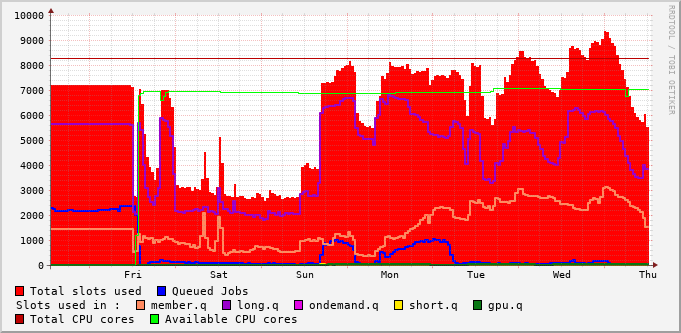 10000
9000
8000
7000
6000
5000
4000
3000
2000
1000
0
Fri Sat Sun Mon Tue Wed Thu
RRDTOOL / TOBI OETIKER
Total slots used Queued Jobs
Slots used in : member.q long.q ondemand.q short.q gpu.q
Total CPU cores Available CPU cores